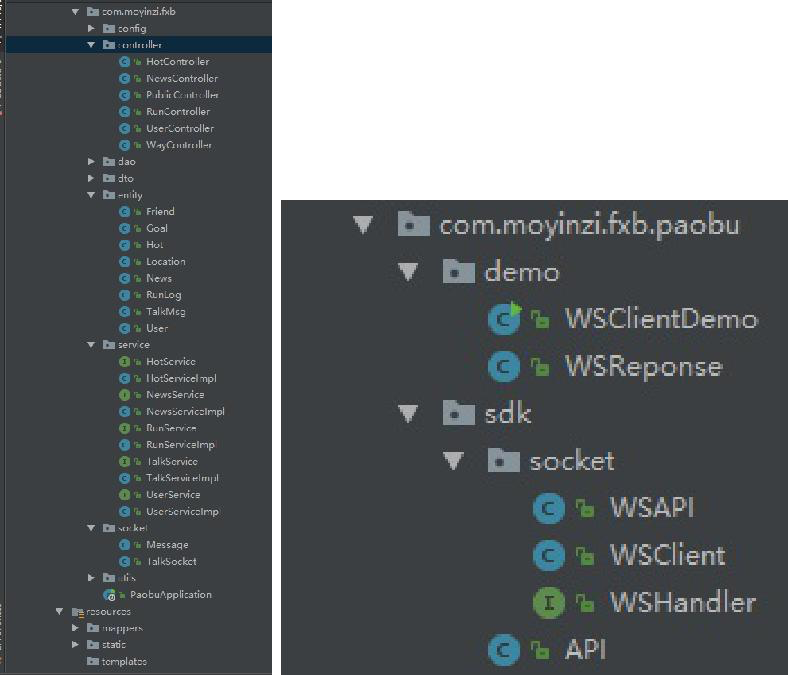 com.moyinzi.fxb
config
controller
HotController
NewsController
PublicController
RunController
UserController
WayController
dao
dto
entity
Friend
Goal
Hot
Location
News
RunLog
TalkMsg
User
service
HotService
HotServiceImpl
NewsService
NewsServiceImpl
RunService
RunServiceImpl
TalkService
TalkServiceImpl
UserService
UserServiceImpl
socket
Message
TalkSocket
utils
PaobuApplication
resources
mappers
static
templates
com.moyinzi.fxb.paobu
demo
WSClientDemo
WSReponse
sdk
socket
WSAPI
WSClient
WSHandler
API